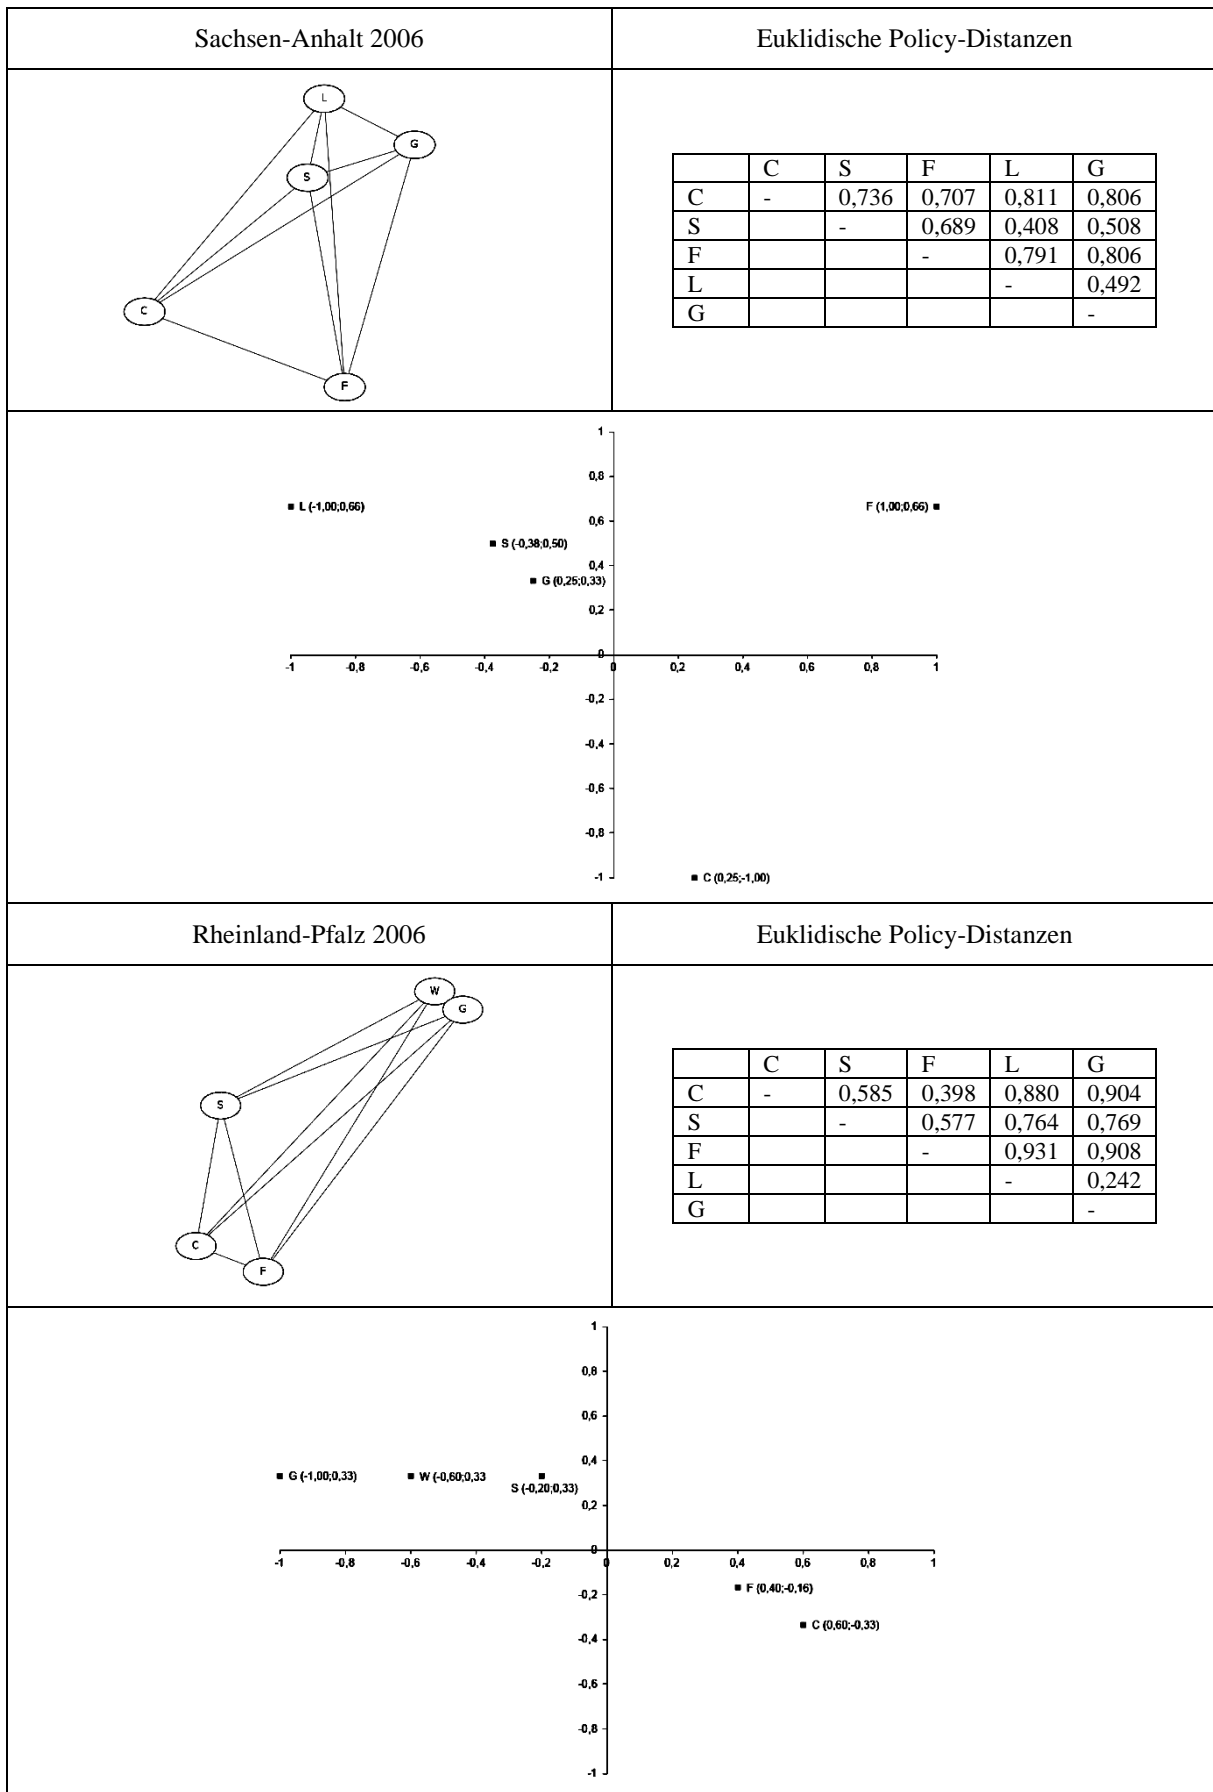 Sachsen-Anhalt 2006 Euklidische Policy-Distanzen
L
G
S
C
F
C S F L G
C - 0,736 0,707 0,811 0,806
S - 0,689 0,408 0,508
F - 0,791 0,806
L - 0,492
G -
1
0,8
L (-1,00;0,66) F (1,00;0,66)
0,6
S (-0,38;0,50)
0,4
G (0,25;0,33)
0,2
0
-1 -0,8 -0,6 -0,4 -0,2 0 0,2 0,4 0,6 0,8 1
-0,2
-0,4
-0,6
-0,8
-1 C (0,25;-1,00)
Rheinland-Pfalz 2006 Euklidische Policy-Distanzen
W
G
S
C
F
C S F L G
C - 0,585 0,398 0,880 0,904
S - 0,577 0,764 0,769
F - 0,931 0,908
L - 0,242
G -
1
0,8
0,6
0,4
G (-1,00;0,33) W (-0,60;0,33
S (-0,20;0,33)
0,2
0
-1 -0,8 -0,6 -0,4 -0,2 0 0,2 0,4 0,6 0,8 1
F (0,40;-0,16)
-0,2
C (0,60;-0,33)
-0,4
-0,6
-0,8
-1